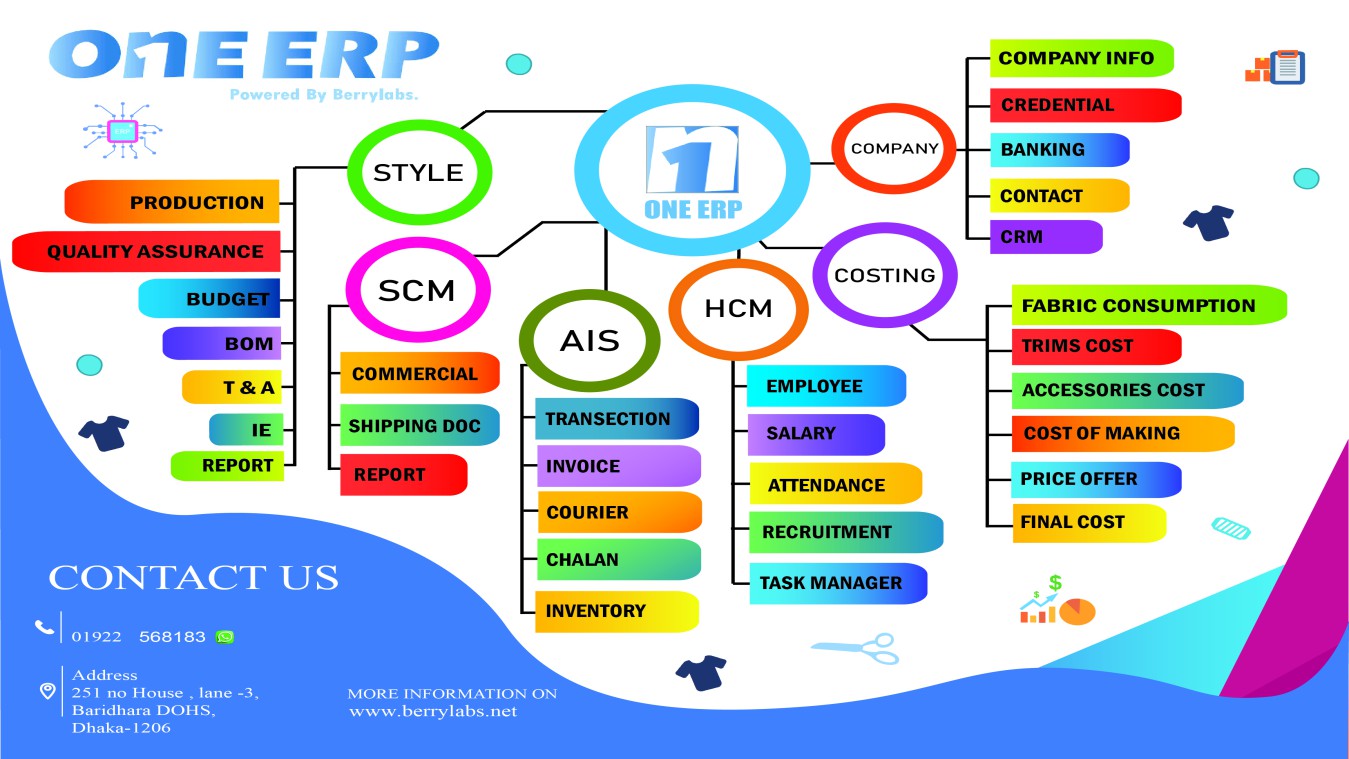 ONE ERP
Powered By Berrylabs.
ERP
STYLE
PRODUCTION
QUALITY ASSURANCE
BUDGET
BOM
T & A
IE
REPORT
SCM
COMMERCIAL
SHIPPING DOC
REPORT
ONE ERP
AIS
TRANSECTION
INVOICE
COURIER
CHALAN
INVENTORY
HCM
EMPLOYEE
SALARY
ATTENDANCE
RECRUITMENT
TASK MANAGER
COMPANY
COMPANY INFO
CREDENTIAL
BANKING
CONTACT
CRM
COSTING
FABRIC CONSUMPTION
TRIMS COST
ACCESSORIES COST
COST OF MAKING
PRICE OFFER
FINAL COST
$
$
CONTACT US
01922 568183
Address
251 no House , lane -3,
Baridhara DOHS,
Dhaka-1206
MORE INFORMATION ON
www.berrylabs.net